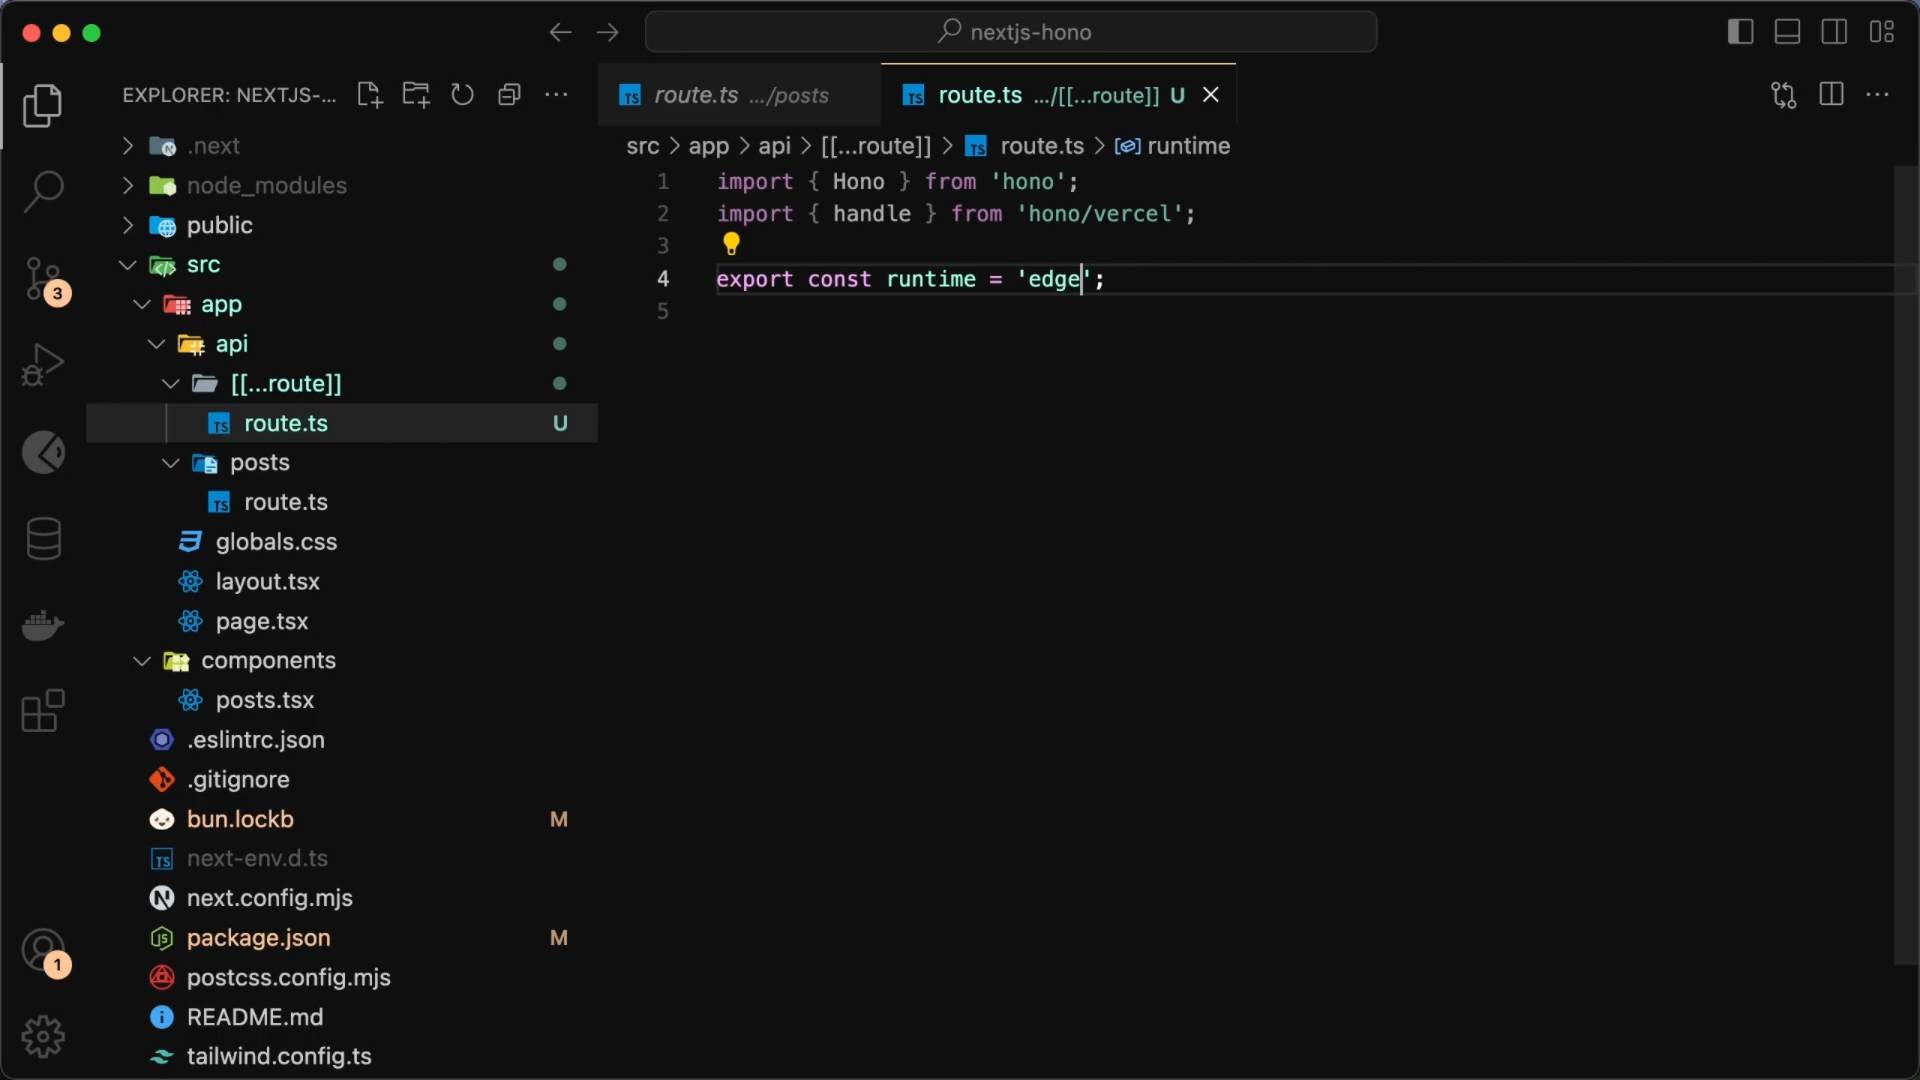 nextjs-hono
EXPLORER: NEXTJS-...
route.ts .../posts
route.ts .../[[...route]] U
src > app > api > [[...route]] > TS route.ts > runtime
.next
node_modules
public
src
app
api
[[...route]]
TS route.ts U
posts
TS route.ts
globals.css
layout.tsx
page.tsx
components
posts.tsx
.eslintrc.json
.gitignore
bun.lockb M
TS next-env.d.ts
next.config.mjs
package.json M
postcss.config.mjs
README.md
tailwind.config.ts
3
1
1 import { Hono } from 'hono';
2 import { handle } from 'hono/vercel';
3
4 export const runtime = 'edge';
5